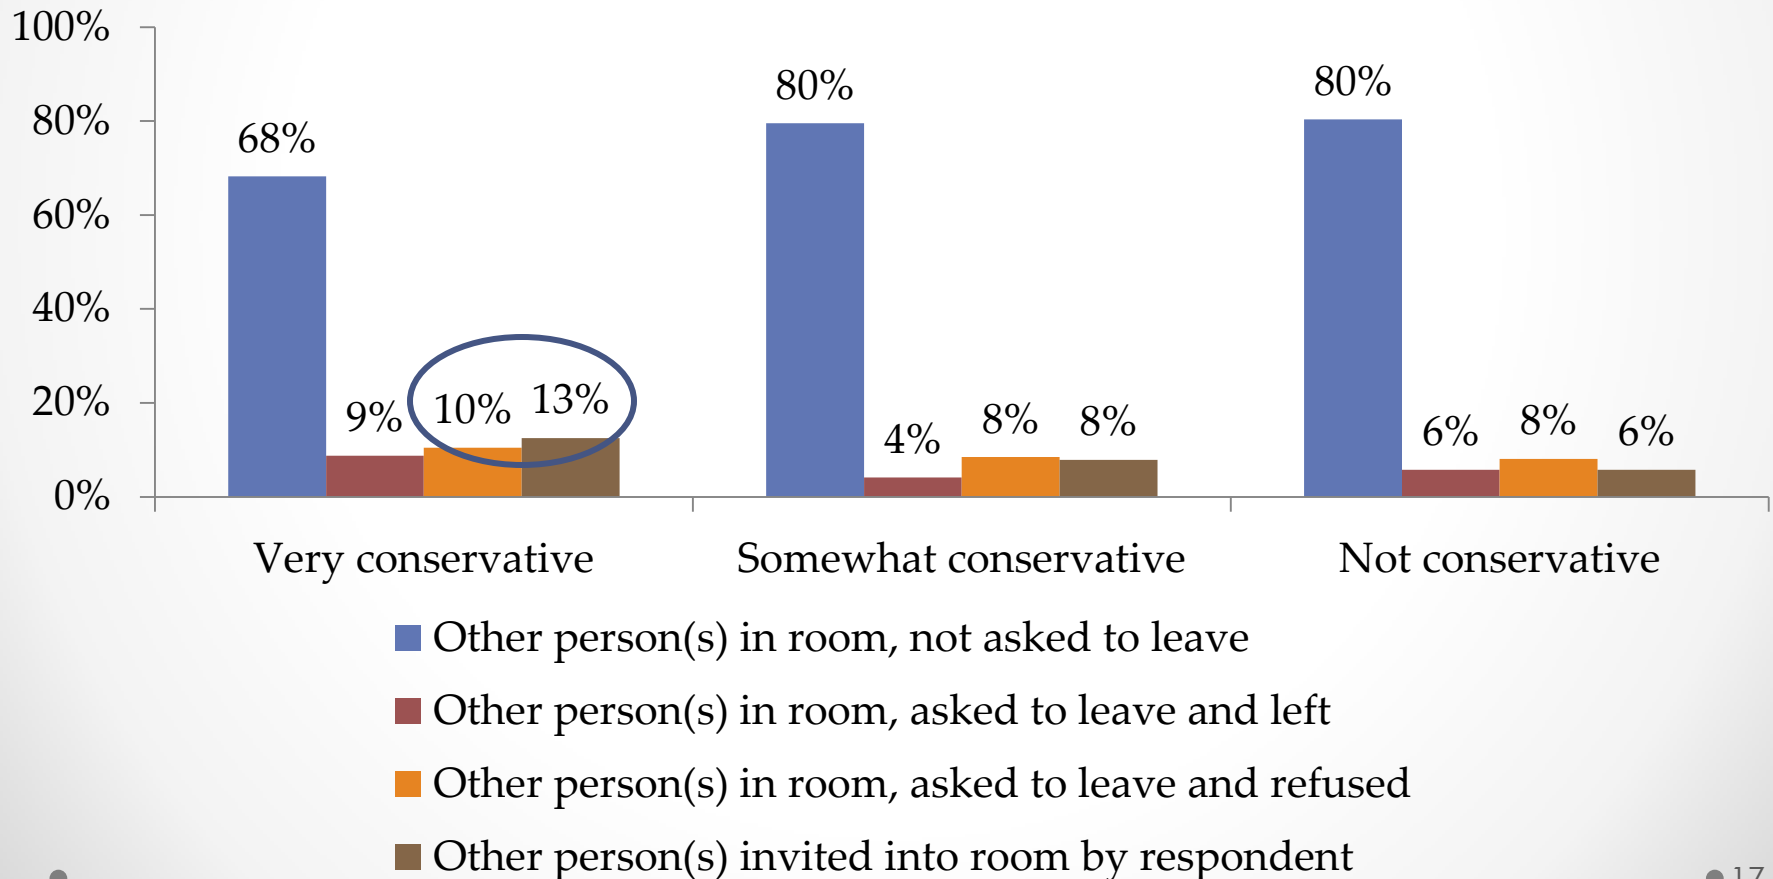 100%
80%
60%
40%
20%
0%
68%
9%
10%
13%
80%
4%
8%
8%
80%
6%
8%
6%
Very conservative
Somewhat conservative
Not conservative
Other person(s) in room, not asked to leave
Other person(s) in room, asked to leave and left
Other person(s) in room, asked to leave and refused
Other person(s) invited into room by respondent
17